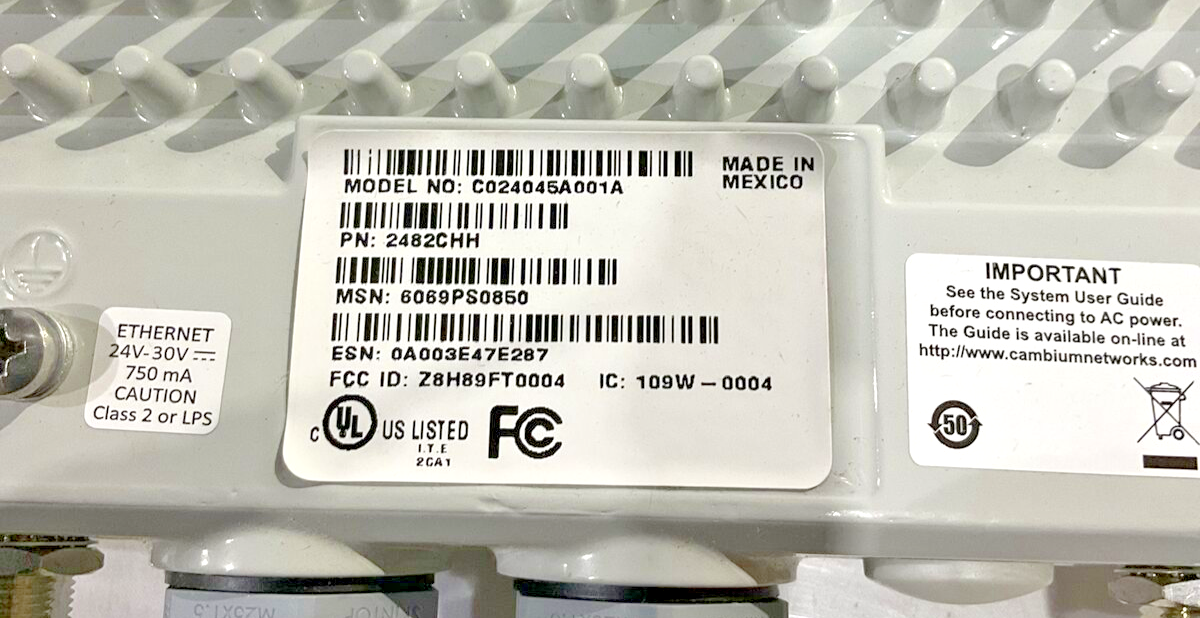 MADE IN
MEXICO
MODEL NO: C024045A001A
PN: 2482CHH
MSN: 6069PS0850
ESN: 0A003E47E287
FCC ID: Z8H89FT0004 IC: 109W-0004
C UL US LISTED
I.T.E
2CA1
FC
ETHERNET
24V-30V
750 mA
CAUTION
Class 2 or LPS
IMPORTANT
See the System User Guide
before connecting to AC power.
The Guide is available on-line at
http://www.cambiumnetworks.com
50
M25x1.5